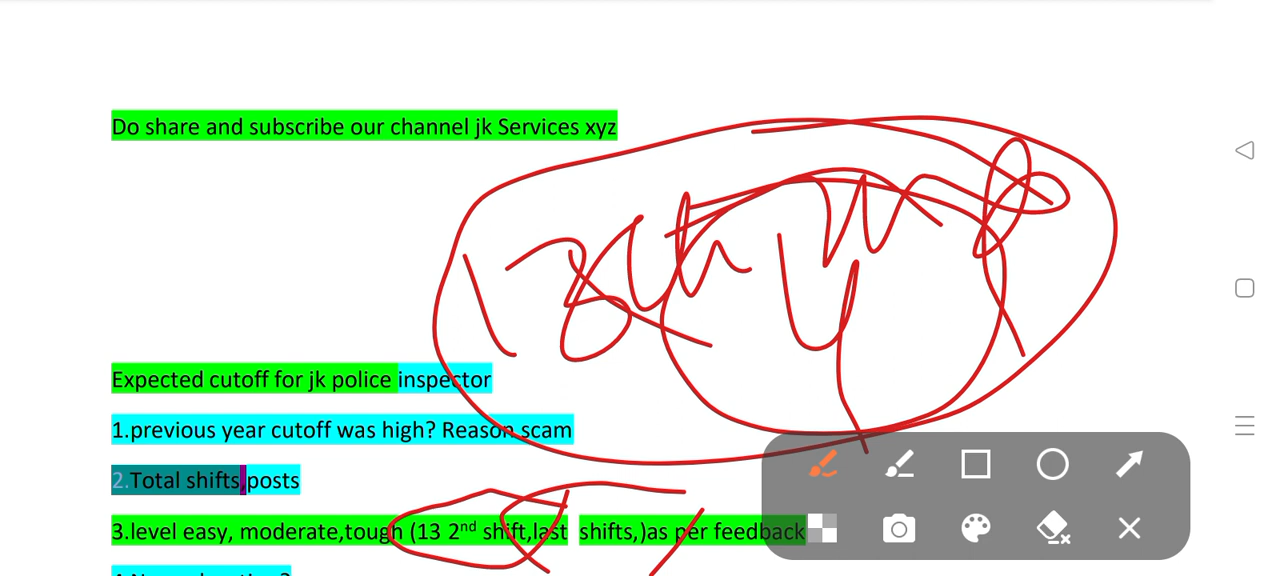 Do share and subscribe our channel jk Services xyz
Expected cutoff for jk police inspector
1.previous year cutoff was high? Reason scam
2.Total shifts,posts
3.level easy, moderate,tough (13 2nd shift,last shifts,)as per feedback